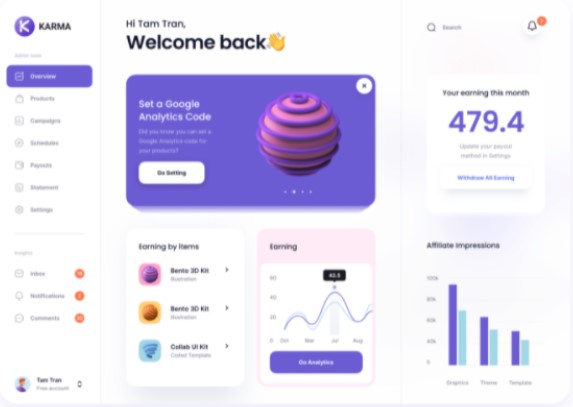 KARMA
Overview
Products
Campaigns
Schedules
Payouts
Statement
Settings
Insights
Inbox
Notifications
Comments
Tam Tran
Free account
Hi Tam Tran,
Welcome back👋
Set a Google
Analytics Code
Did you know you can set a
Google Analytics code for
your products?
Go Setting
Earning by items
Bento 3D Kit
Illustration
Bento 3D Kit
Illustration
Collab UI Kit
Coded Template
Earning
43.5
60
40
20
0
Oct
Mar
Jul
Aug
Go Analytics
Search
Your earning this month
479.4
Update your payout
method in Settings
Withdraw All Earning
Affiliate Impressions
0
Graphics
Theme
Template